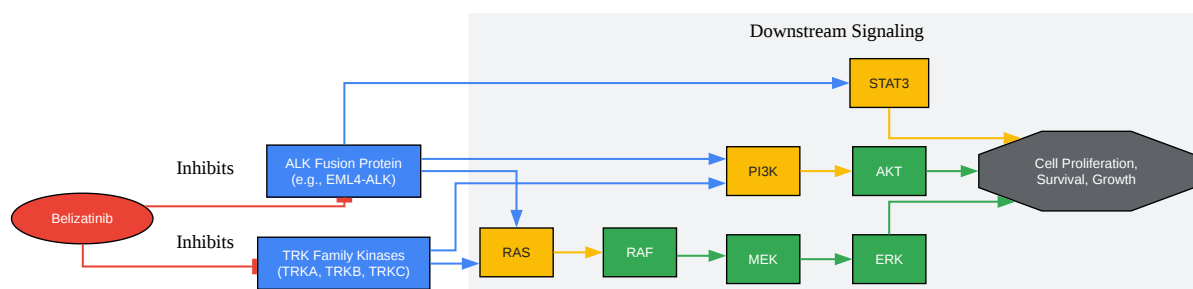 Downstream Signaling
STAT3
Inhibits
ALK Fusion Protein
(e.g., EML4-ALK)
PI3K
AKT
Cell Proliferation,
Survival, Growth
Belizatinib
Inhibits
TRK Family Kinases
(TRKA, TRKB, TRKC)
RAS
RAF
MEK
ERK